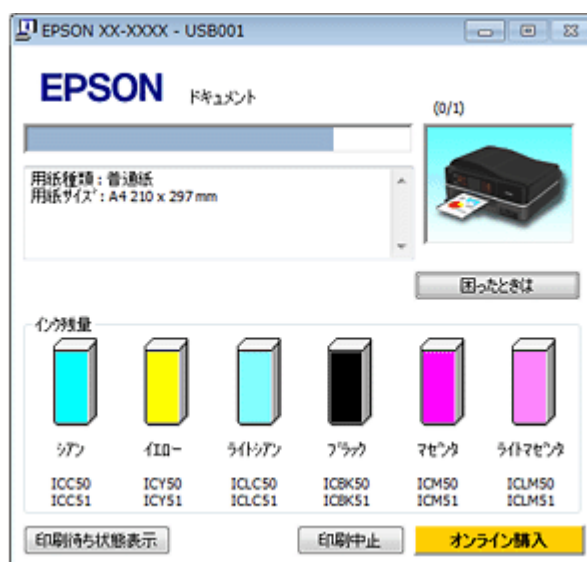 EPSON XX-XXXX - USB001
EPSON ドキュメント
(0/1)
用紙種類 : 普通紙
用紙サイズ : A4 210 x 297 mm
困ったときは
インク残量
シアン イエロー ライトシアン ブラック マゼンタ ライトマゼンタ
ICC50 ICY50 ICLC50 ICBK50 ICM50 ICLM50
ICC51 ICY51 ICLC51 ICBK51 ICM51 ICLM51
印刷待ち状態表示 印刷中止 オンライン購入